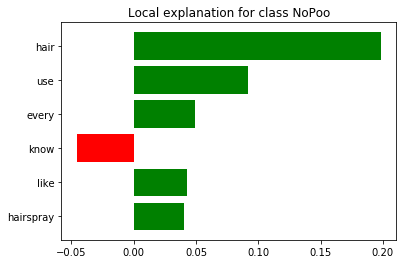 Local explanation for class NoPoo
hair
use
every
know
like
hairspray
−0.05 0.00 0.05 0.10 0.15 0.20